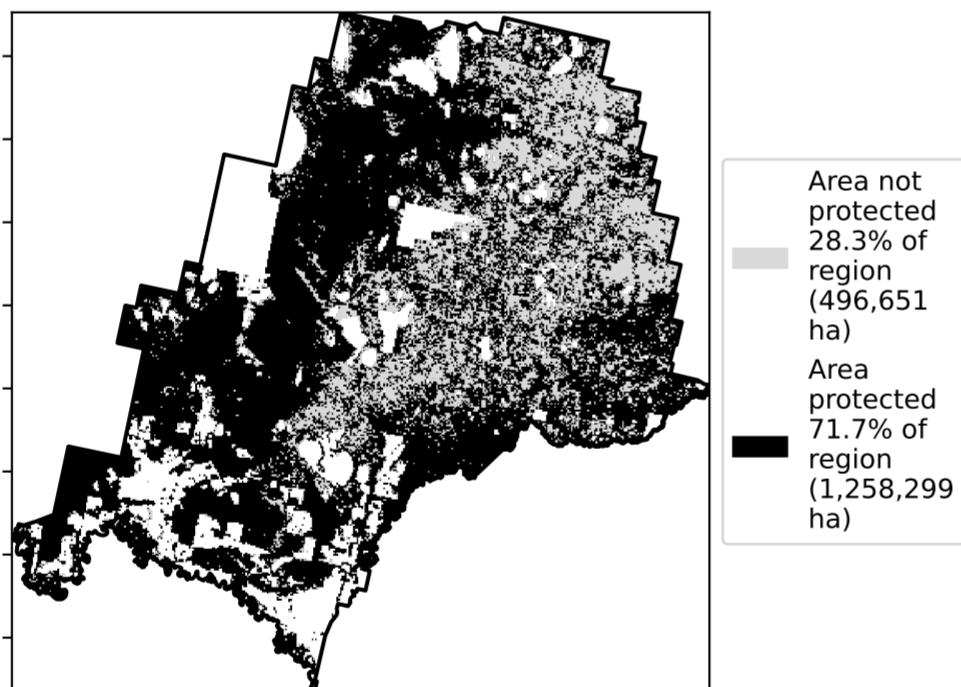 Area not
protected
28.3% of
region
(496,651
ha)
Area
protected
71.7% of
region
(1,258,299
ha)